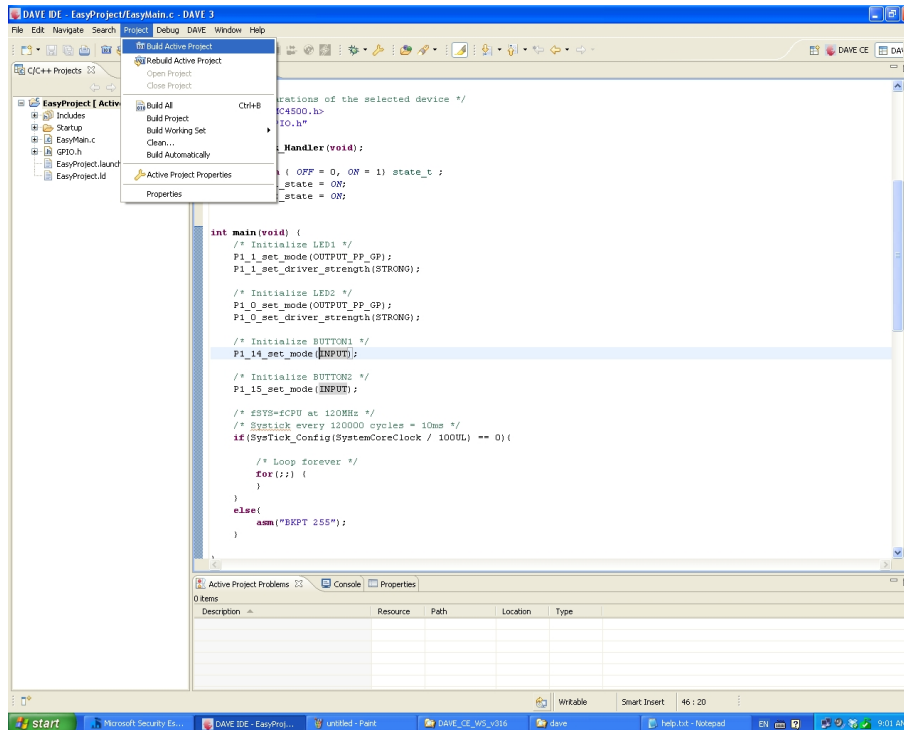 DAVE IDE - EasyProject/EasyMain.c - DAVE 3
File Edit Navigate Search Project Debug DAVE Window Help
DAVE CE
C/C++ Projects
EasyProject [ Activ
Includes
Startup
EasyMain.c
GPIO.h
EasyProject.launch
EasyProject.ld
Build Active Project
Rebuild Active Project
Open Project
Close Project
Build All Ctrl+B
Build Project
Build Working Set
Clean...
Build Automatically
Active Project Properties
Properties
arations of the selected device */
C4500.h>
IO.h"
_Handler(void);
( OFF = 0, ON = 1) state_t ;
_state = ON;
_state = ON;
int main(void) {
/* Initialize LED1 */
P1_1_set_mode(OUTPUT_PP_GP);
P1_1_set_driver_strength(STRONG);
/* Initialize LED2 */
P1_0_set_mode(OUTPUT_PP_GP);
P1_0_set_driver_strength(STRONG);
/* Initialize BUTTON1 */
P1_14_set_mode(INPUT);
/* Initialize BUTTON2 */
P1_15_set_mode(INPUT);
/* fSYS=fCPU at 120MHz */
/* Systick every 120000 cycles = 10ms */
if(SysTick_Config(SystemCoreClock / 100UL) == 0){
/* Loop forever */
for(;;) {
}
}
else{
asm("BKPT 255");
}
Active Project Problems Console Properties
0 items
Description Resource Path Location Type
Writable Smart Insert 46 : 20
start Microsoft Security Es... DAVE IDE - EasyProj... untitled - Paint DAVE_CE_WS_v316 dave help.txt - Notepad EN 9:01 AM